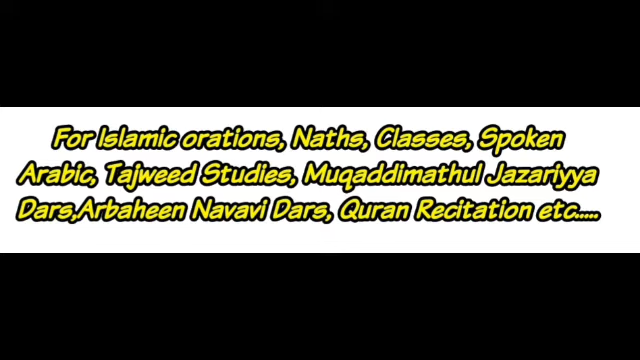 For Islamic orations, Naths, Classes, Spoken
Arabic, Tajweed Studies, Muqaddimathul Jazariyya
Dars,Arbaheen Navavi Dars, Quran Recitation etc.....